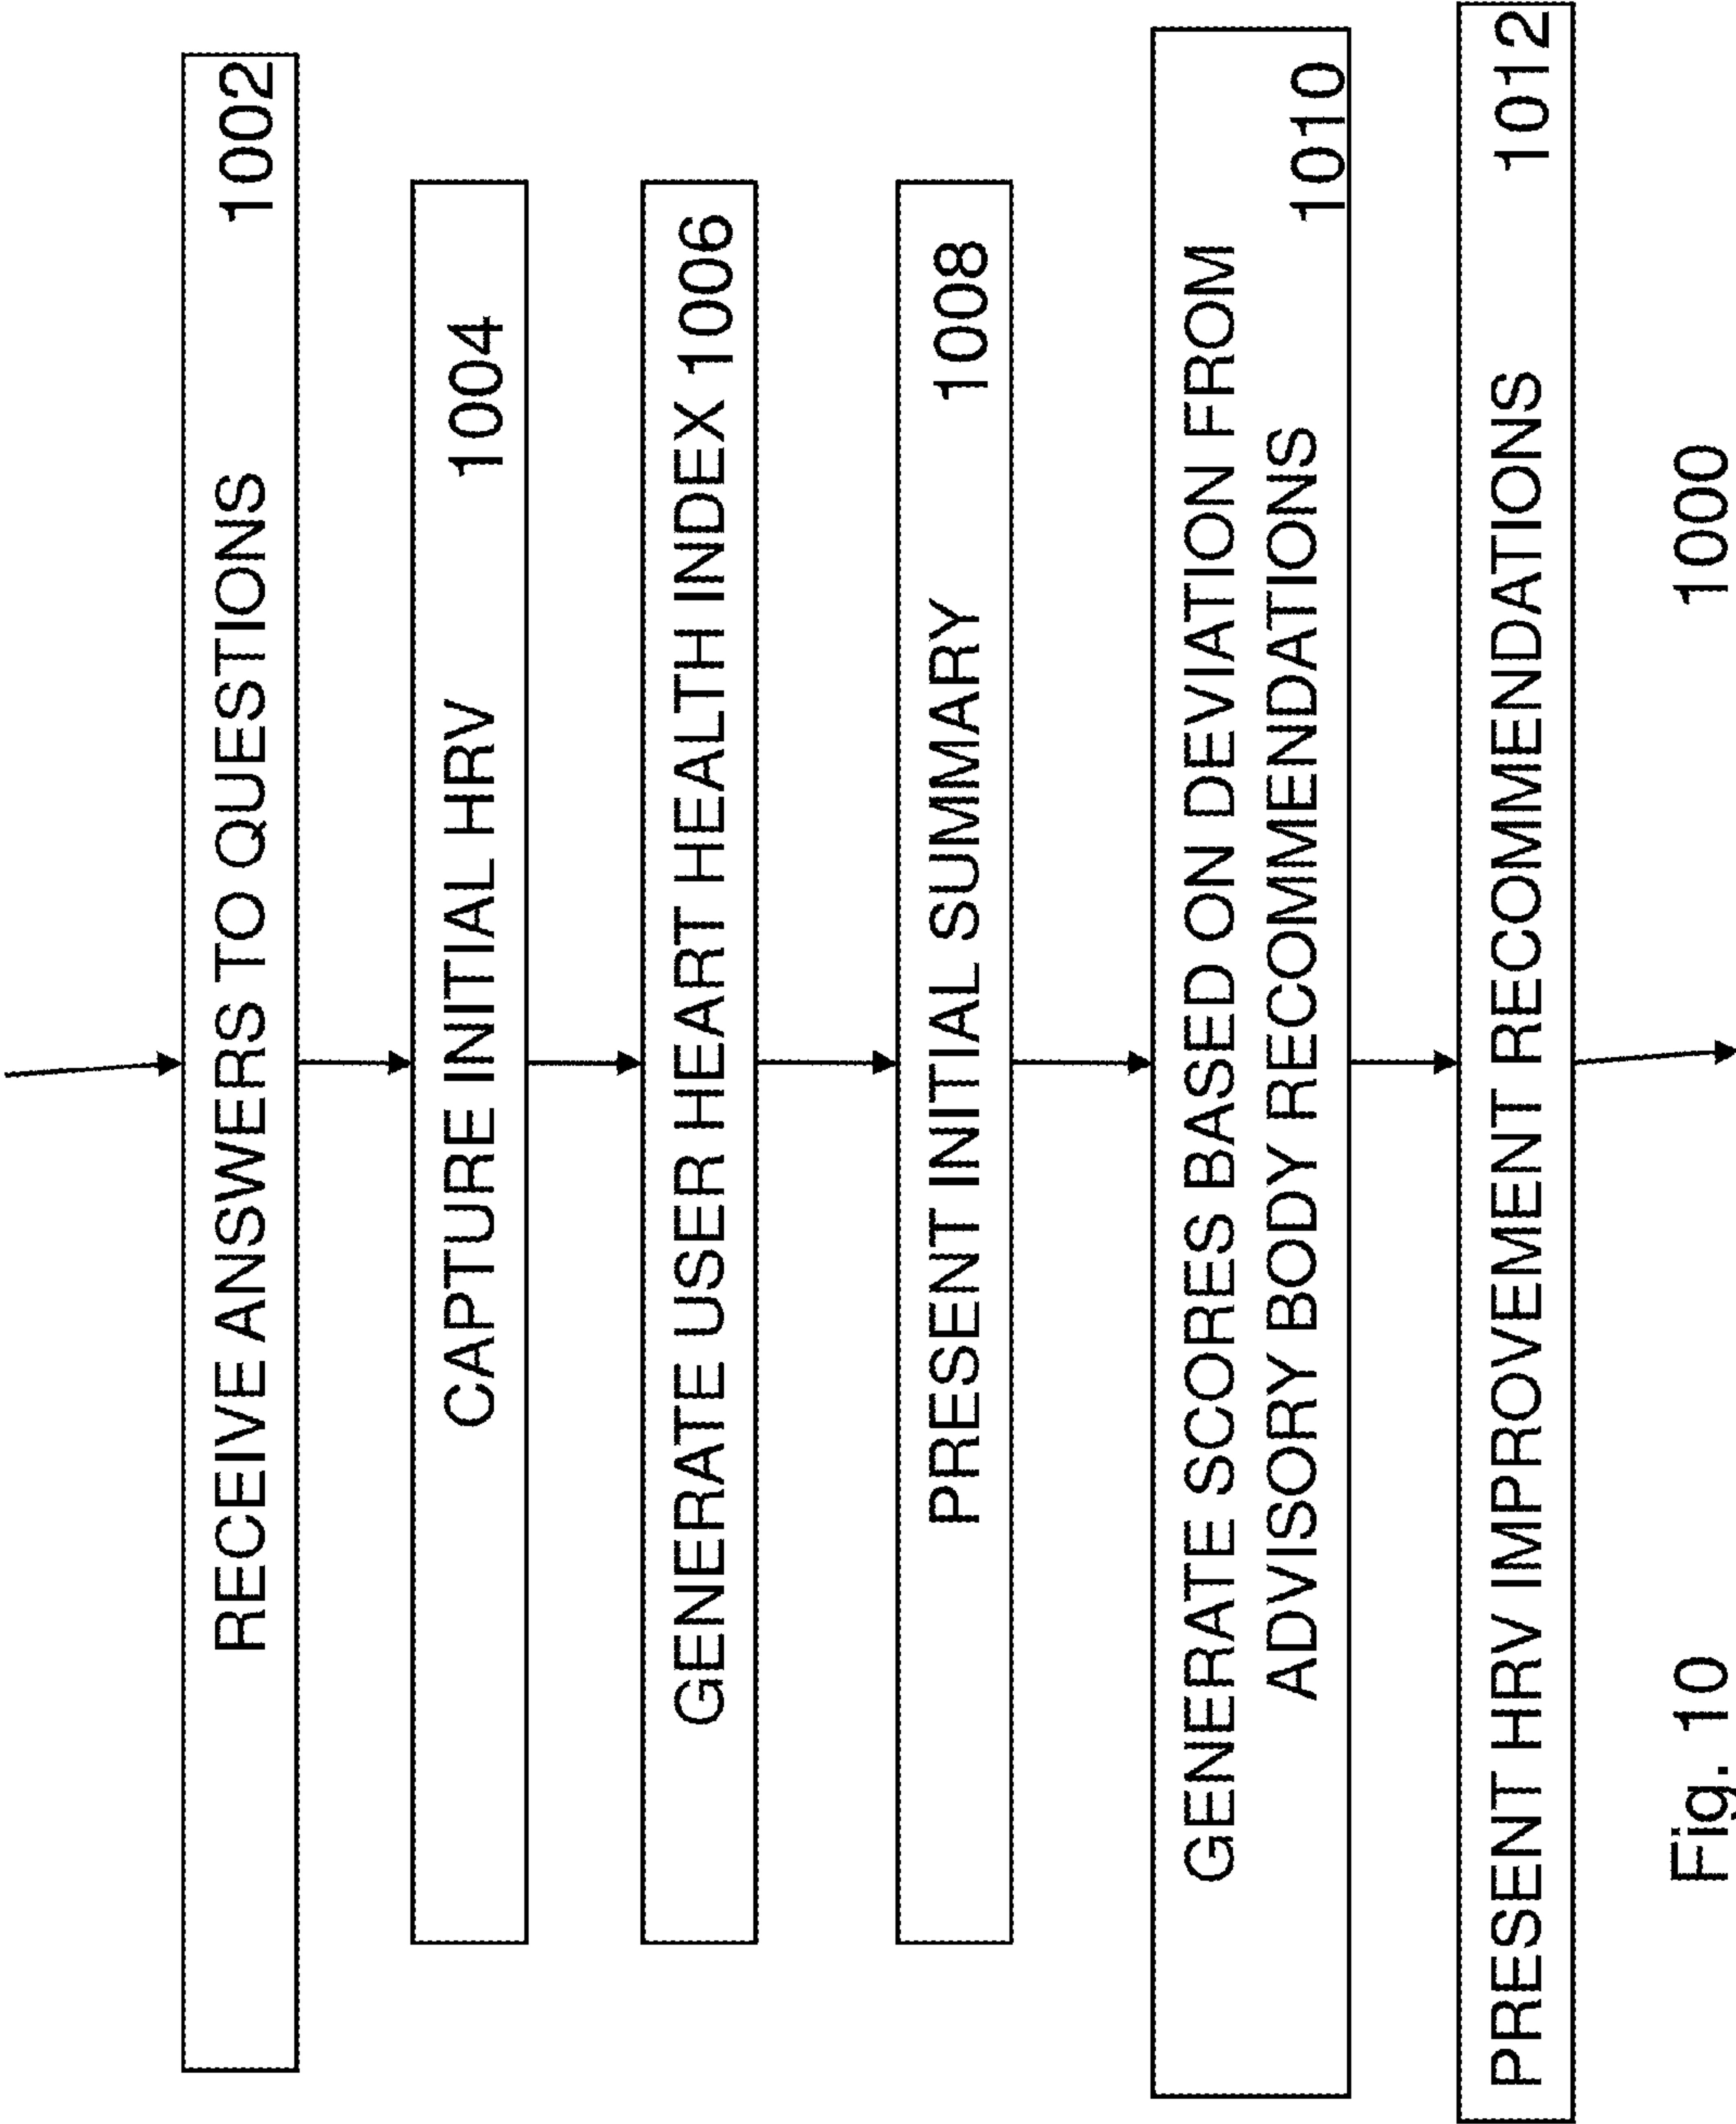 RECEIVE ANSWERS TO QUESTIONS 1002
CAPTURE INITIAL HRV 1004
GENERATE USER HEART HEALTH INDEX 1006
PRESENT INITIAL SUMMARY 1008
GENERATE SCORES BASED ON DEVIATION FROM
ADVISORY BODY RECOMMENDATIONS 1010
PRESENT HRV IMPROVEMENT RECOMMENDATIONS 1012
Fig. 10 1000